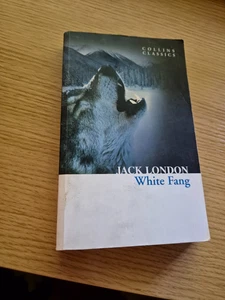 COLLINS
CLASSICS
JACK LONDON
White Fang